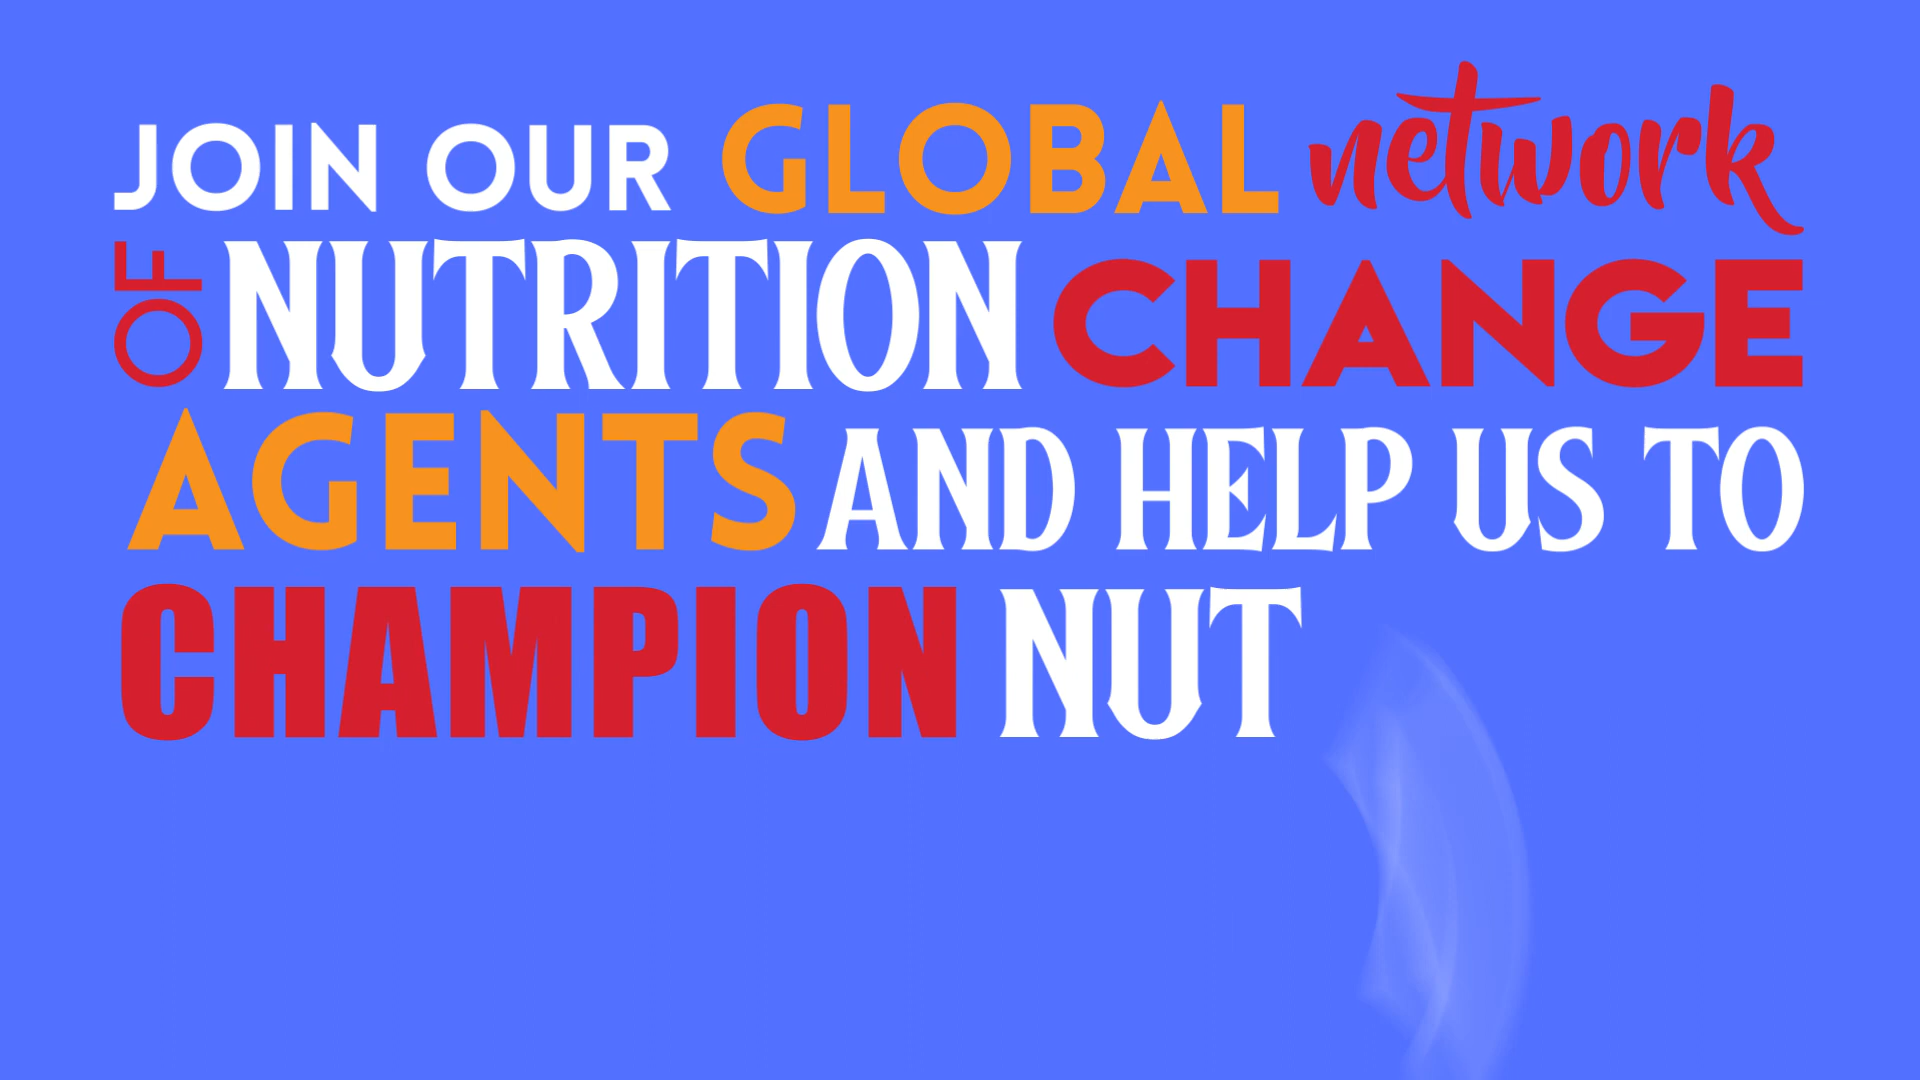 JOIN OUR GLOBAL network
OF NUTRITION CHANGE
AGENTS AND HELP US TO
CHAMPION NUT